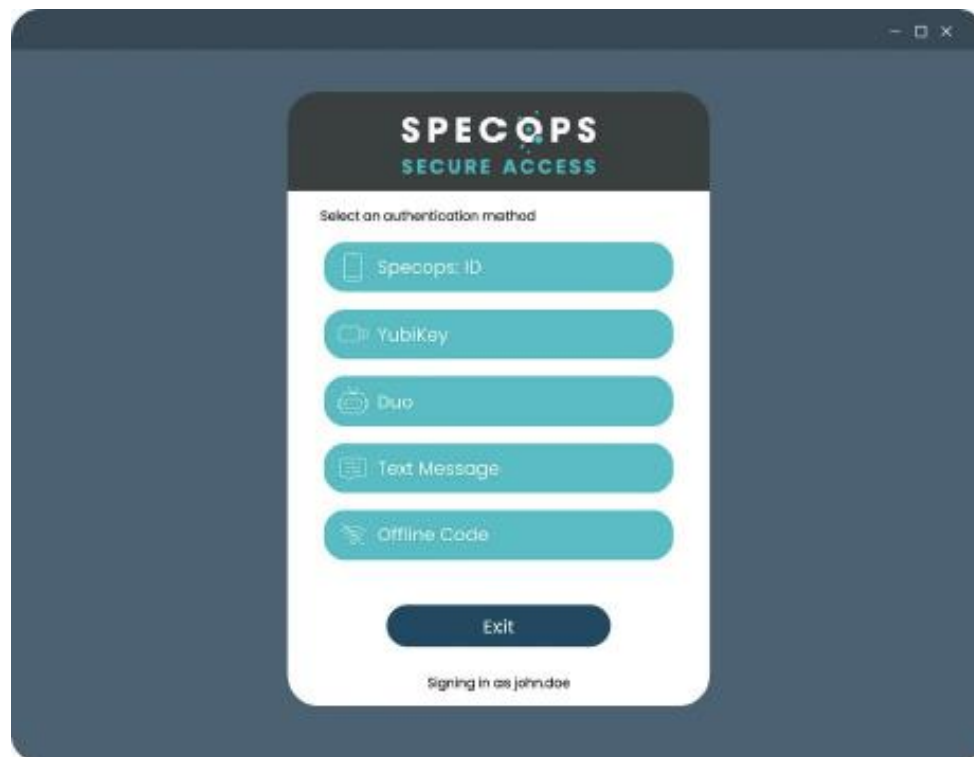 SPECOPS
SECURE ACCESS
Select an authentication method
Specops: ID
YubiKey
Duo
Text Message
Offline Code
Exit
Signing in as john.doe